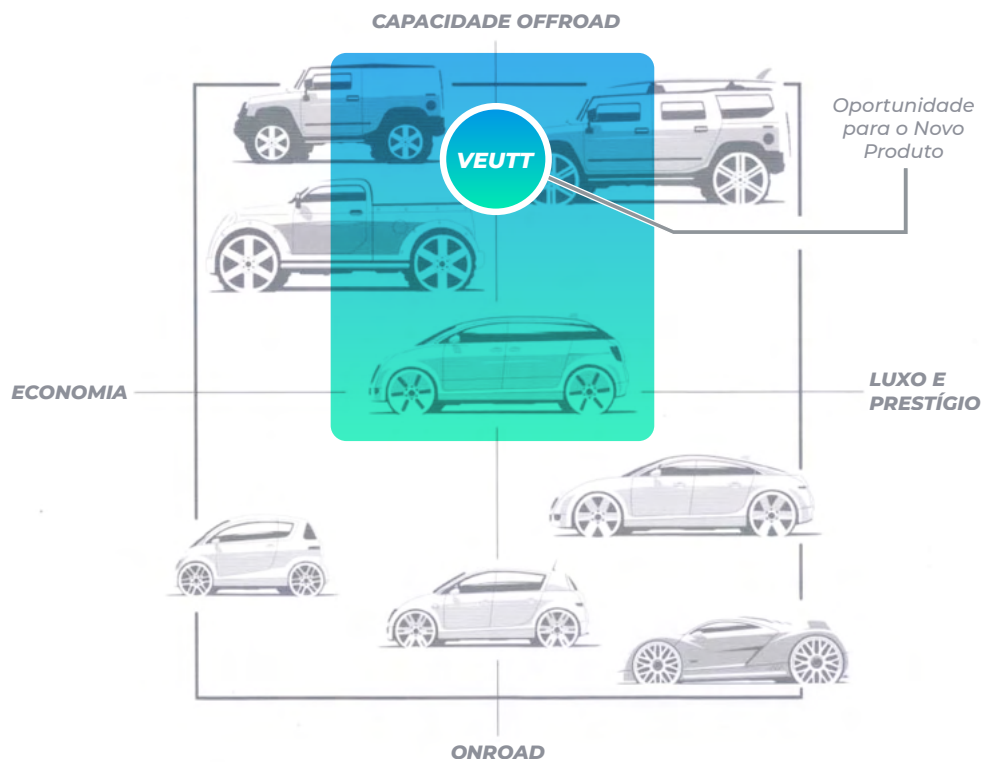 CAPACIDADE OFFROAD
Oportunidade
para o Novo
Produto
VEUTT
ECONOMIA
LUXO E
PRESTÍGIO
ONROAD